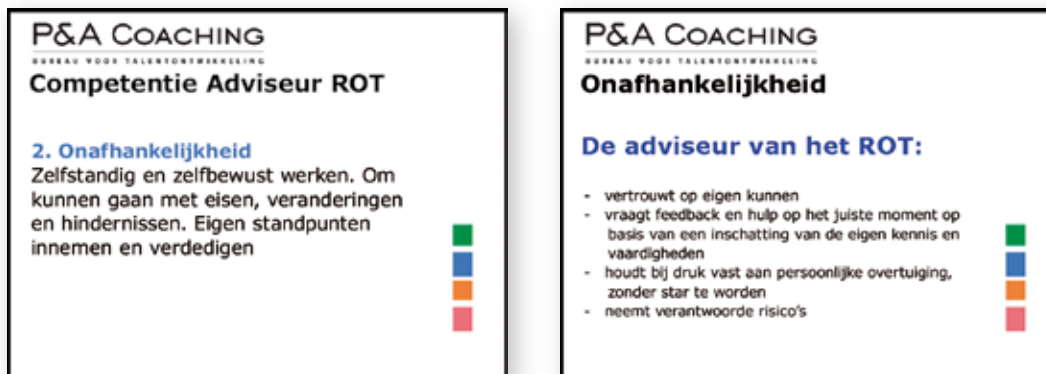 P&A COACHING
BUREAU VOOR TALENTONTWIKKELING
Competentie Adviseur ROT
2. Onafhankelijkheid
Zelfstandig en zelfbewust werken. Om
kunnen gaan met eisen, veranderingen
en hindernissen. Eigen standpunten
innemen en verdedigen
P&A COACHING
BUREAU VOOR TALENTONTWIKKELING
Onafhankelijkheid
De adviseur van het ROT:
- vertrouwt op eigen kunnen
- vraagt feedback en hulp op het juiste moment op
basis van een inschatting van de eigen kennis en
vaardigheden
- houdt bij druk vast aan persoonlijke overtuiging,
zonder star te worden
- neemt verantwoorde risico's